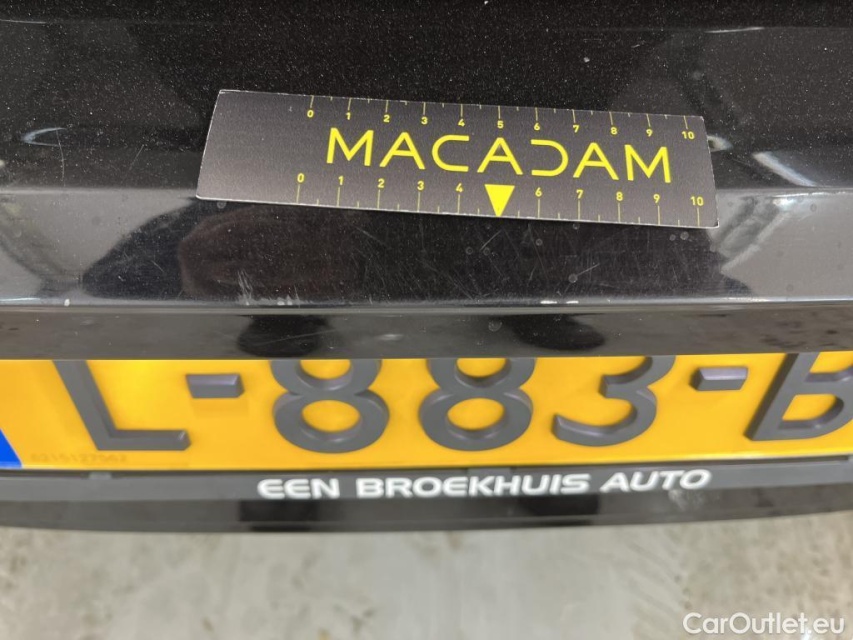 0 1 2 3 4 5 6 7 8 9 10
MACADAM
0 1 2 3 4 6 7 8 9 10
L-883-B
EEN BROEKHUIS AUTO
CarOutlet.eu